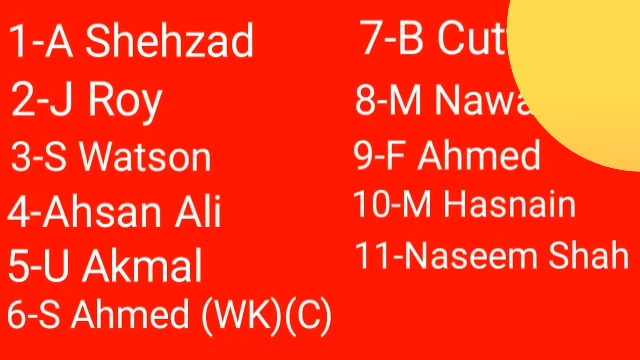 1-A Shehzad
2-J Roy
3-S Watson
4-Ahsan Ali
5-U Akmal
6-S Ahmed (WK)(C)
7-B
8-M
9-F Ahmed
10-M Hasnain
11-Naseem Shah